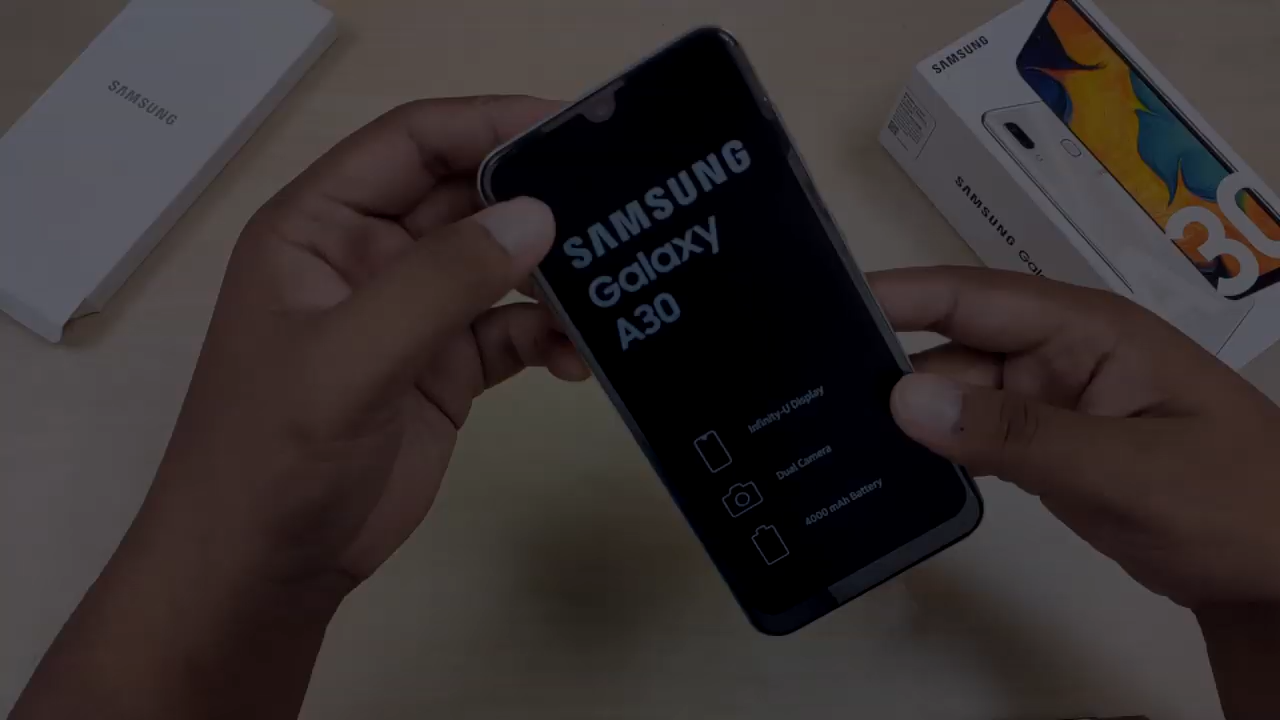 SAMSUNG
SAMSUNG
Galaxy
A30
Infinity-U Display
Dual Camera
4000 mAh Battery
SAMSUNG
30
SAMSUNG Gal